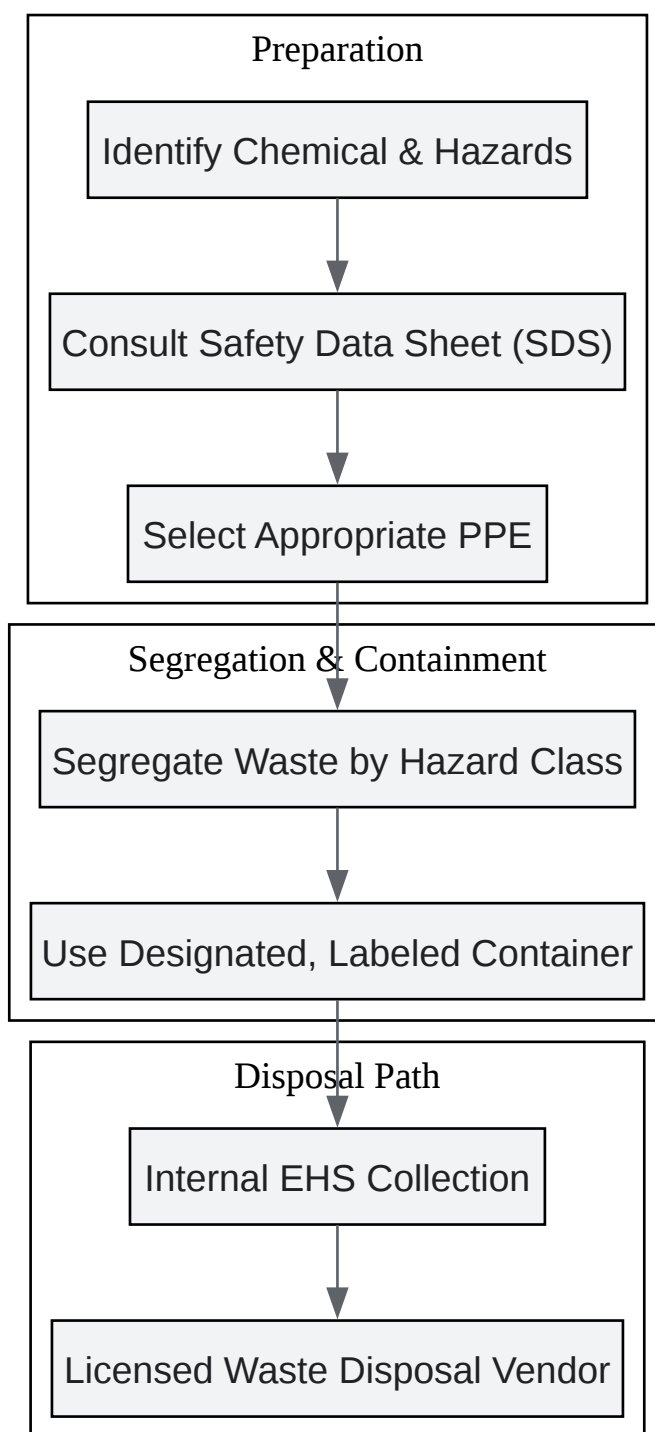 Preparation
Identify Chemical & Hazards
Consult Safety Data Sheet (SDS)
Select Appropriate PPE
Segregation & Containment
Segregate Waste by Hazard Class
Use Designated, Labeled Container
Disposal Path
Internal EHS Collection
Licensed Waste Disposal Vendor